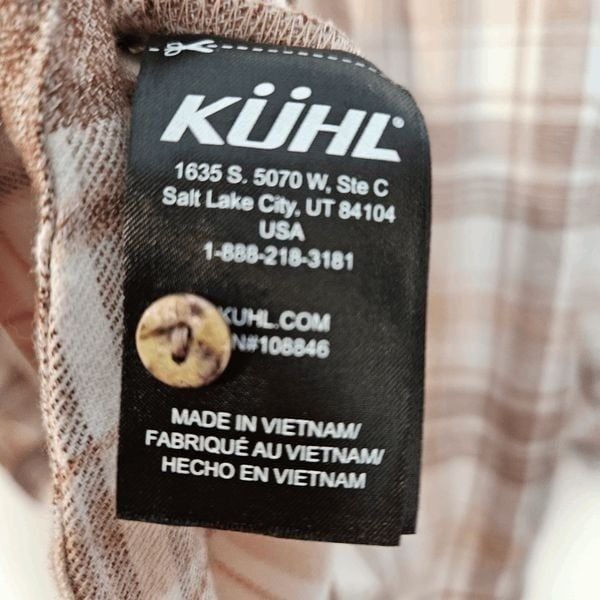 KÜHL
1635 S. 5070 W, Ste C
Salt Lake City, UT 84104
USA
1-888-218-3181
KUHL.COM
N#108846
MADE IN VIETNAM/
FABRIQUÉ AU VIETNAM/
HECHO EN VIETNAM